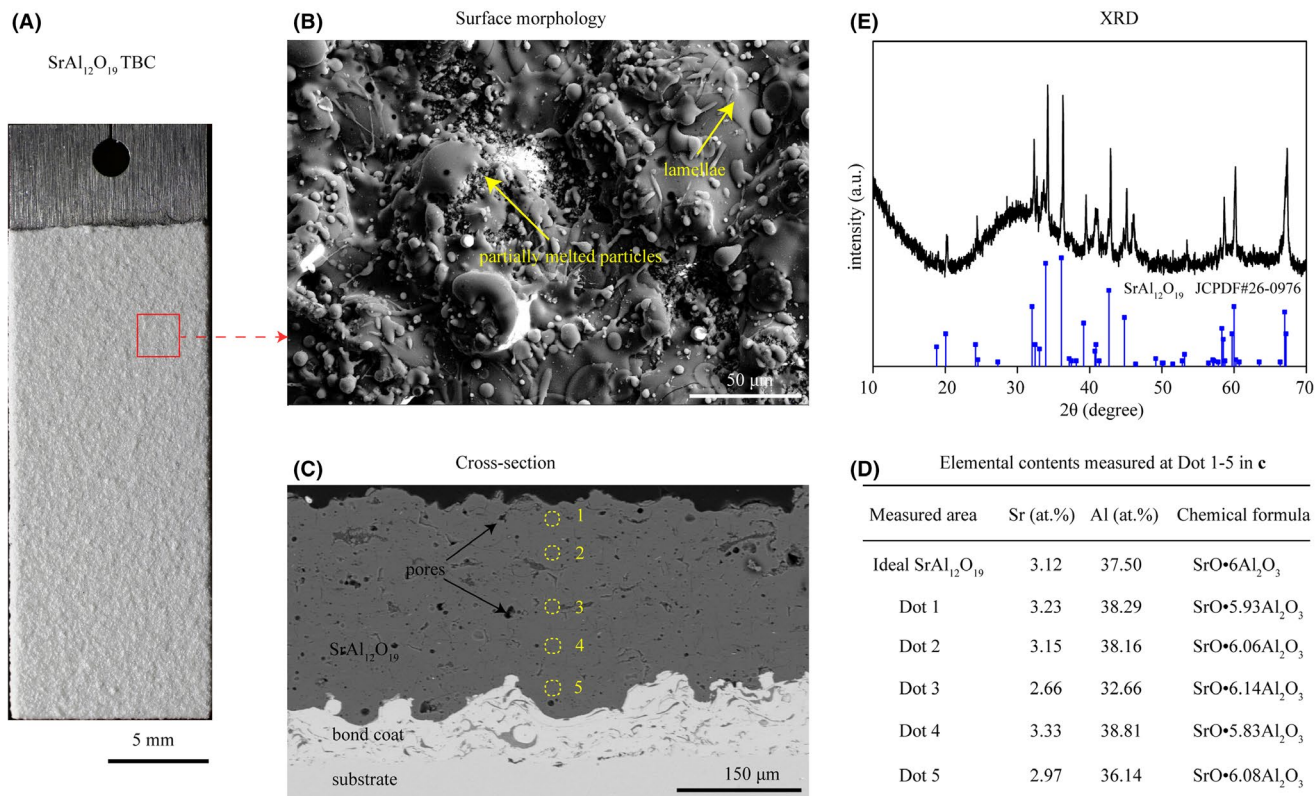 (A)
SrAl₁₂O₁₉ TBC
5 mm
(B) Surface morphology
lamellae
partially melted particles
50 μm
(C) Cross-section
pores
1
2
3
4
5
SrAl₁₂O₁₉
bond coat
substrate
150 μm
(E) XRD
intensity (a.u.)
SrAl₁₂O₁₉ JCPDF#26-0976
10 20 30 40 50 60 70
2θ (degree)
(D) Elemental contents measured at Dot 1-5 in c
Measured area Sr (at.%) Al (at.%) Chemical formula
Ideal SrAl₁₂O₁₉ 3.12 37.50 SrO•6Al₂O₃
Dot 1 3.23 38.29 SrO•5.93Al₂O₃
Dot 2 3.15 38.16 SrO•6.06Al₂O₃
Dot 3 2.66 32.66 SrO•6.14Al₂O₃
Dot 4 3.33 38.81 SrO•5.83Al₂O₃
Dot 5 2.97 36.14 SrO•6.08Al₂O₃